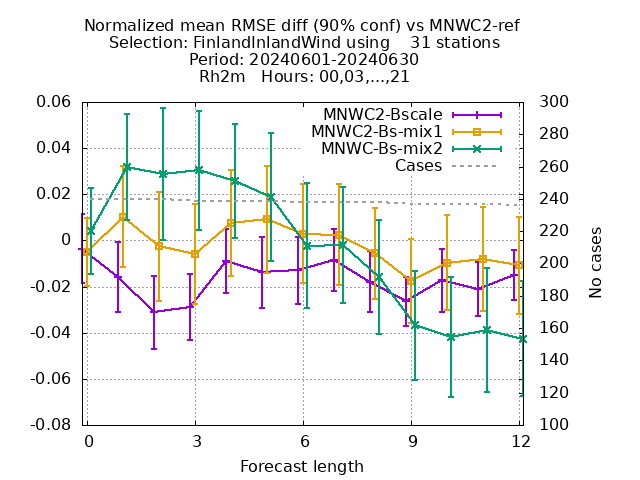 Normalized mean RMSE diff (90% conf) vs MNWC2-ref
Selection: FinlandInlandWind using    31 stations
Period: 20240601-20240630
Rh2m   Hours: 00,03,...,21
MNWC2-Bscale
MNWC2-Bs-mix1
MNWC-Bs-mix2
Cases
0.06
0.04
0.02
0
-0.02
-0.04
-0.06
-0.08
300
280
260
240
220
200
180
160
140
120
100
No cases
0 3 6 9 12
Forecast length